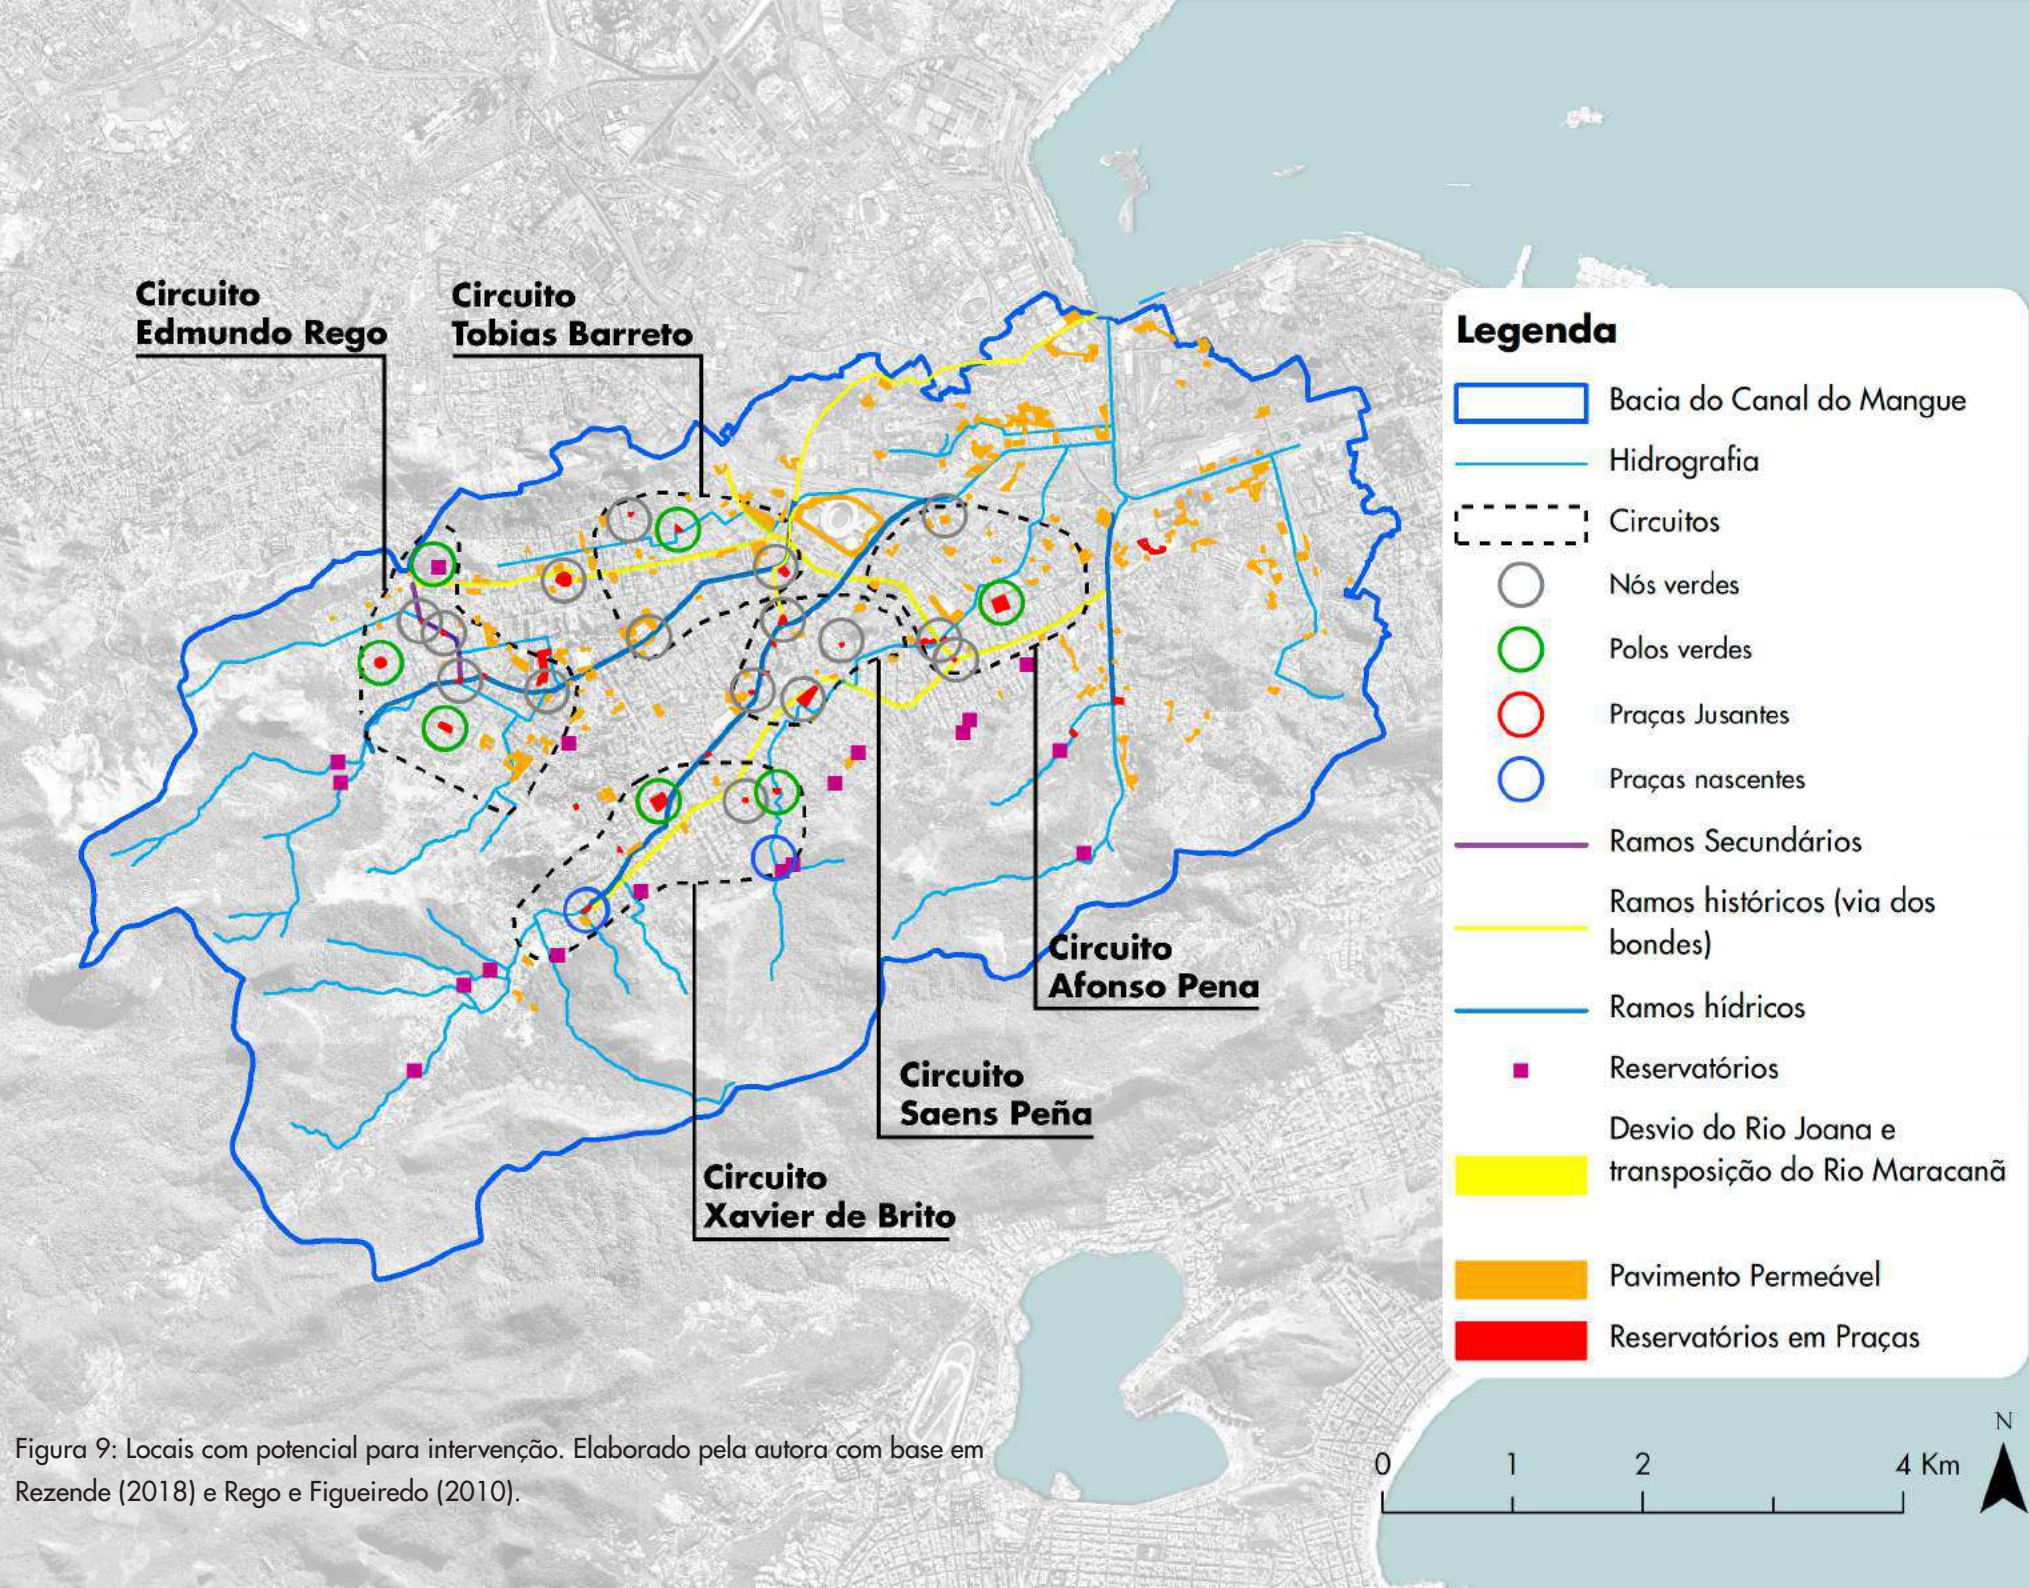 Circuito
Edmundo Rego
Circuito
Tobias Barreto
Circuito
Afonso Pena
Circuito
Saens Peña
Circuito
Xavier de Brito
Legenda
Bacia do Canal do Mangue
Hidrografia
Circuitos
Nós verdes
Polos verdes
Praças Jusantes
Praças nascentes
Ramos Secundários
Ramos históricos (via dos
bondes)
Ramos hídricos
Reservatórios
Desvio do Rio Joana e
transposição do Rio Maracanã
Pavimento Permeável
Reservatórios em Praças
N
0 1 2 4 Km
Figura 9: Locais com potencial para intervenção. Elaborado pela autora com base em
Rezende (2018) e Rego e Figueiredo (2010).